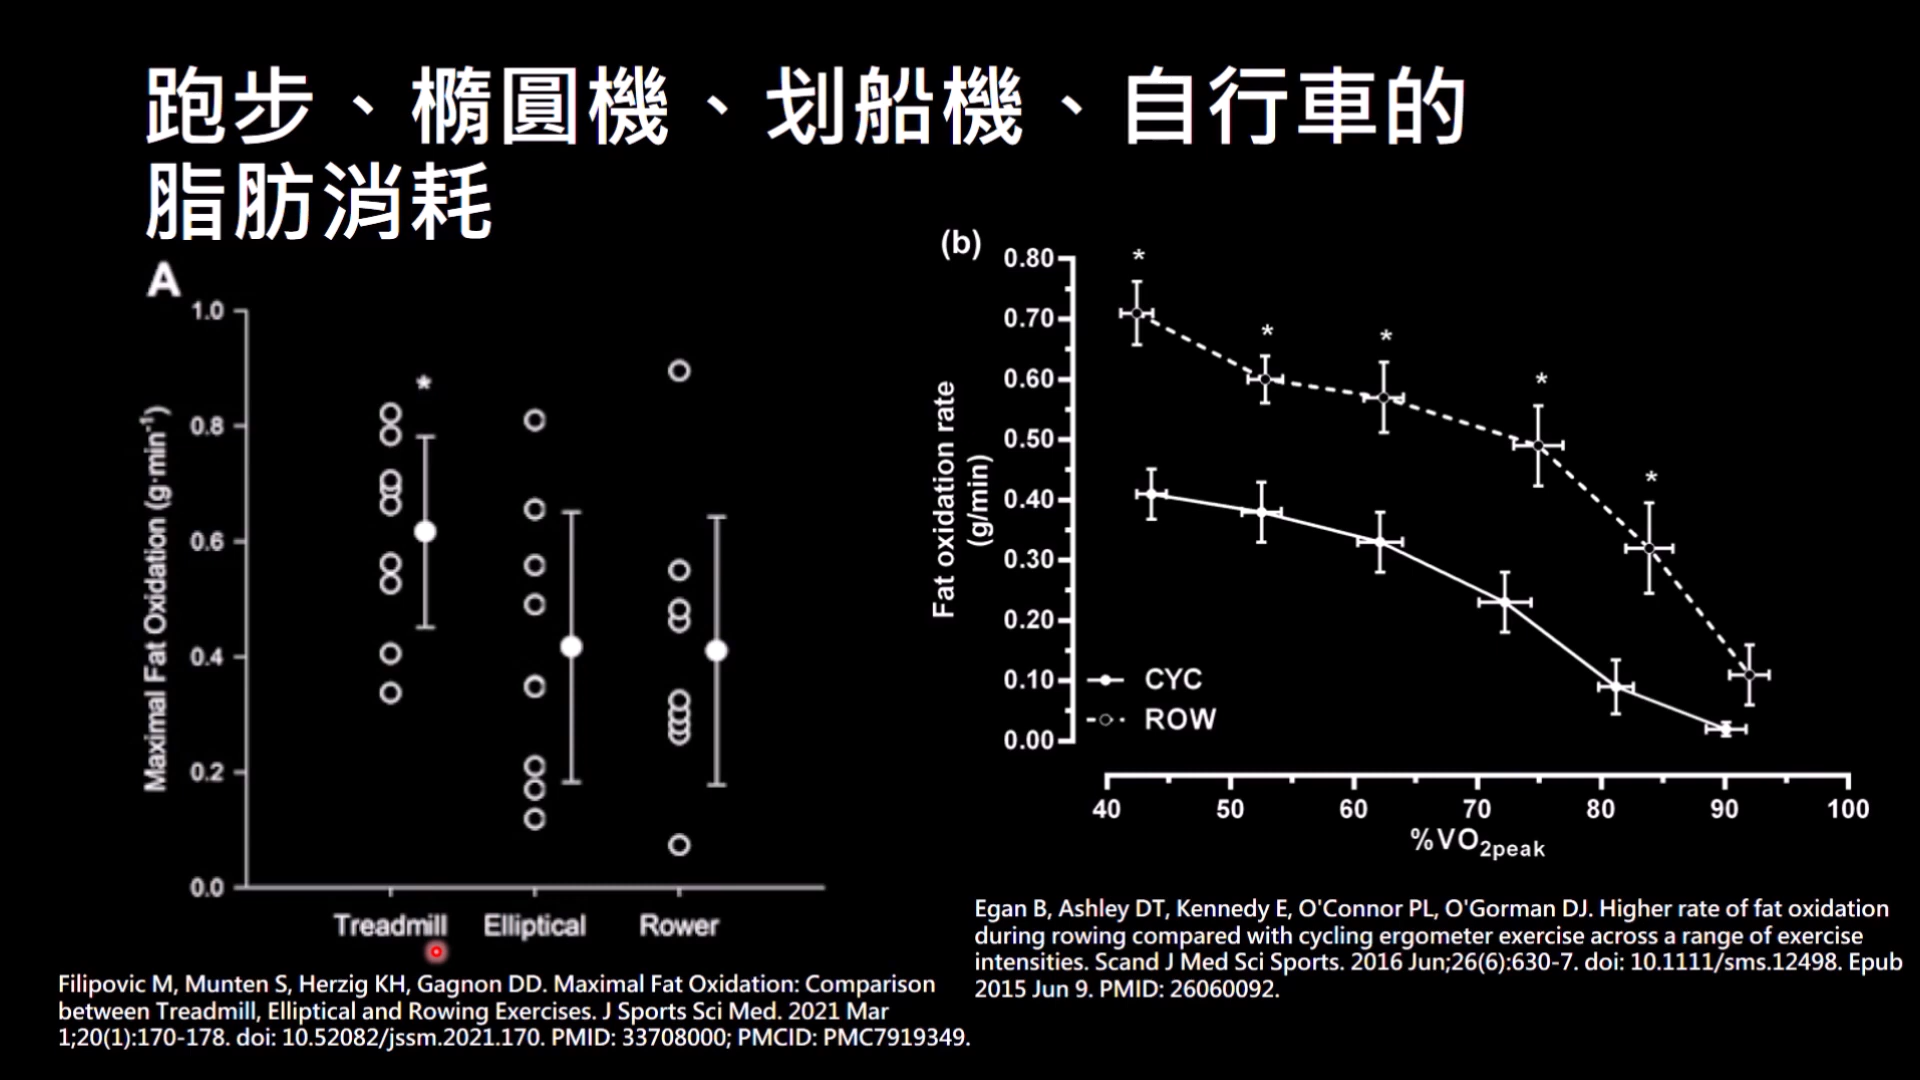 跑步、橢圓機、划船機、自行車的
脂肪消耗
A
Maximal Fat Oxidation (g·min⁻¹)
1.0
0.8
0.6
0.4
0.2
0.0
*
Treadmill Elliptical Rower
Filipovic M, Munten S, Herzig KH, Gagnon DD. Maximal Fat Oxidation: Comparison
between Treadmill, Elliptical and Rowing Exercises. J Sports Sci Med. 2021 Mar
1;20(1):170-178. doi: 10.52082/jssm.2021.170. PMID: 33708000; PMCID: PMC7919349.
(b)
Fat oxidation rate
(g/min)
0.80
0.70
0.60
0.50
0.40
0.30
0.20
0.10
0.00
* * * * *
CYC
ROW
40 50 60 70 80 90 100
%VO₂peak
Egan B, Ashley DT, Kennedy E, O'Connor PL, O'Gorman DJ. Higher rate of fat oxidation
during rowing compared with cycling ergometer exercise across a range of exercise
intensities. Scand J Med Sci Sports. 2016 Jun;26(6):630-7. doi: 10.1111/sms.12498. Epub
2015 Jun 9. PMID: 26060092.